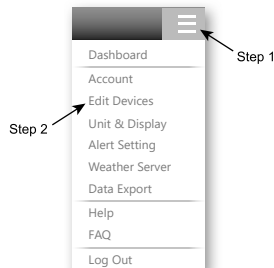 Step 1
Dashboard
Account
Edit Devices
Step 2
Unit & Display
Alert Setting
Weather Server
Data Export
Help
FAQ
Log Out